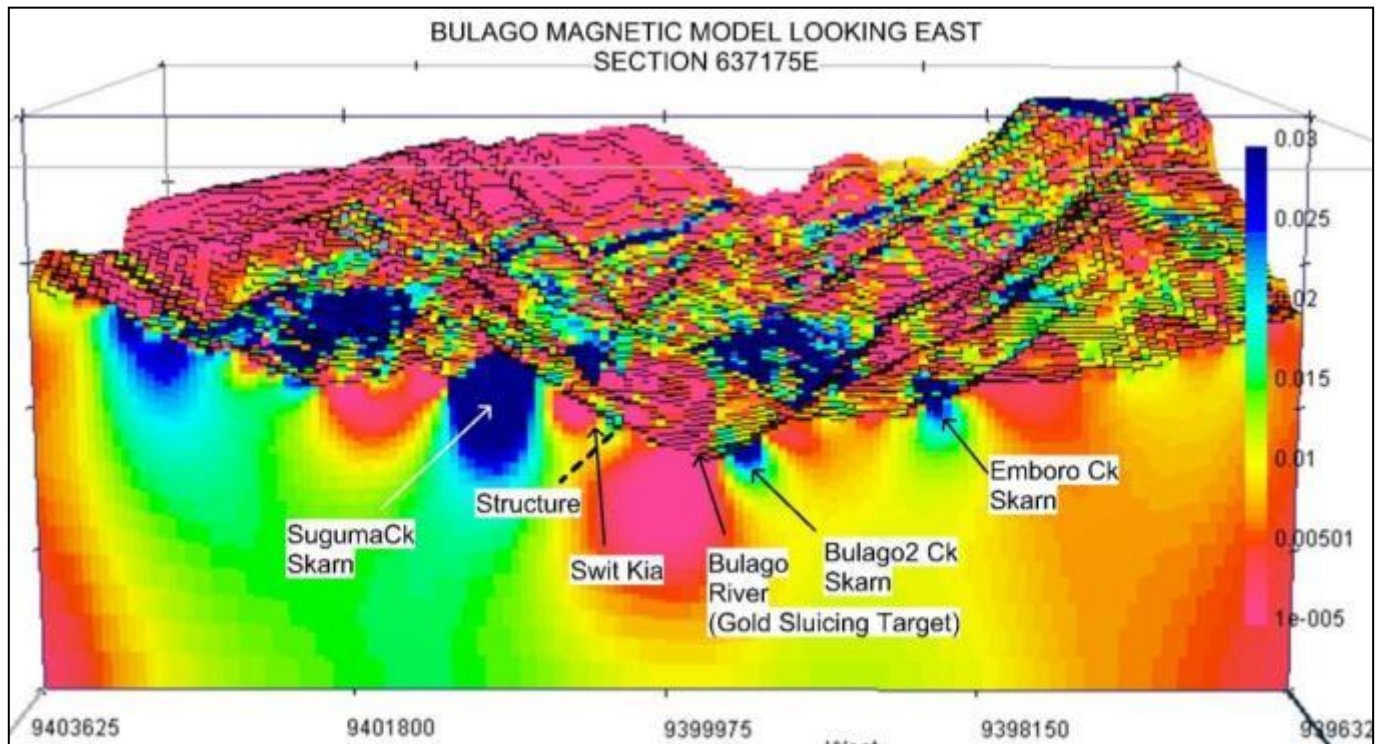 BULAGO MAGNETIC MODEL LOOKING EAST
SECTION 637175E
0.03
0.025
0.02
0.015
0.01
0.00501
1e-005
SugumaCk
Skarn
Structure
Swit Kia
Bulago
River
(Gold Sluicing Target)
Bulago2 Ck
Skarn
Emboro Ck
Skarn
9403625
9401800
9399975
9398150